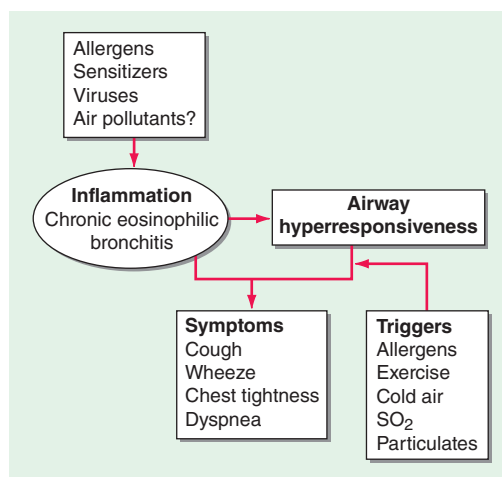 Allergens
Sensitizers
Viruses
Air pollutants?
Inflammation
Chronic eosinophilic
bronchitis
Airway
hyperresponsiveness
Symptoms
Cough
Wheeze
Chest tightness
Dyspnea
Triggers
Allergens
Exercise
Cold air
SO₂
Particulates